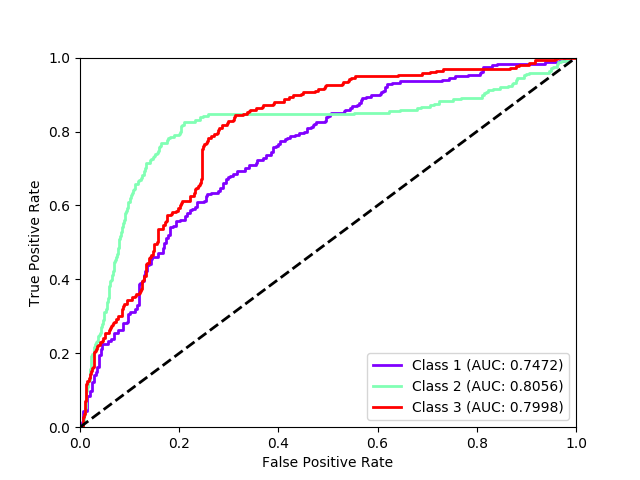 1.0
0.8
0.6
0.4
0.2
0.0
True Positive Rate
Class 1 (AUC: 0.7472)
Class 2 (AUC: 0.8056)
Class 3 (AUC: 0.7998)
0.0 0.2 0.4 0.6 0.8 1.0
False Positive Rate